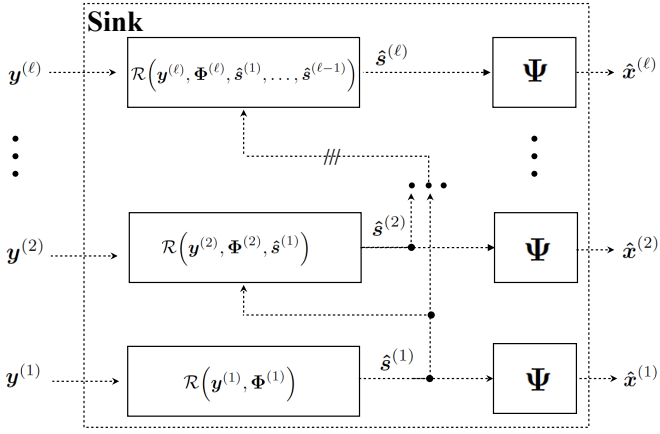 Sink
𝒚^(ℓ) ℛ(𝒚^(ℓ), 𝚽^(ℓ), ŝ^(1), . . . , ŝ^(ℓ−1)) ŝ^(ℓ) 𝚿 x̂^(ℓ)
𝒚^(2) ℛ(𝒚^(2), 𝚽^(2), ŝ^(1)) ŝ^(2) 𝚿 x̂^(2)
𝒚^(1) ℛ(𝒚^(1), 𝚽^(1)) ŝ^(1) 𝚿 x̂^(1)